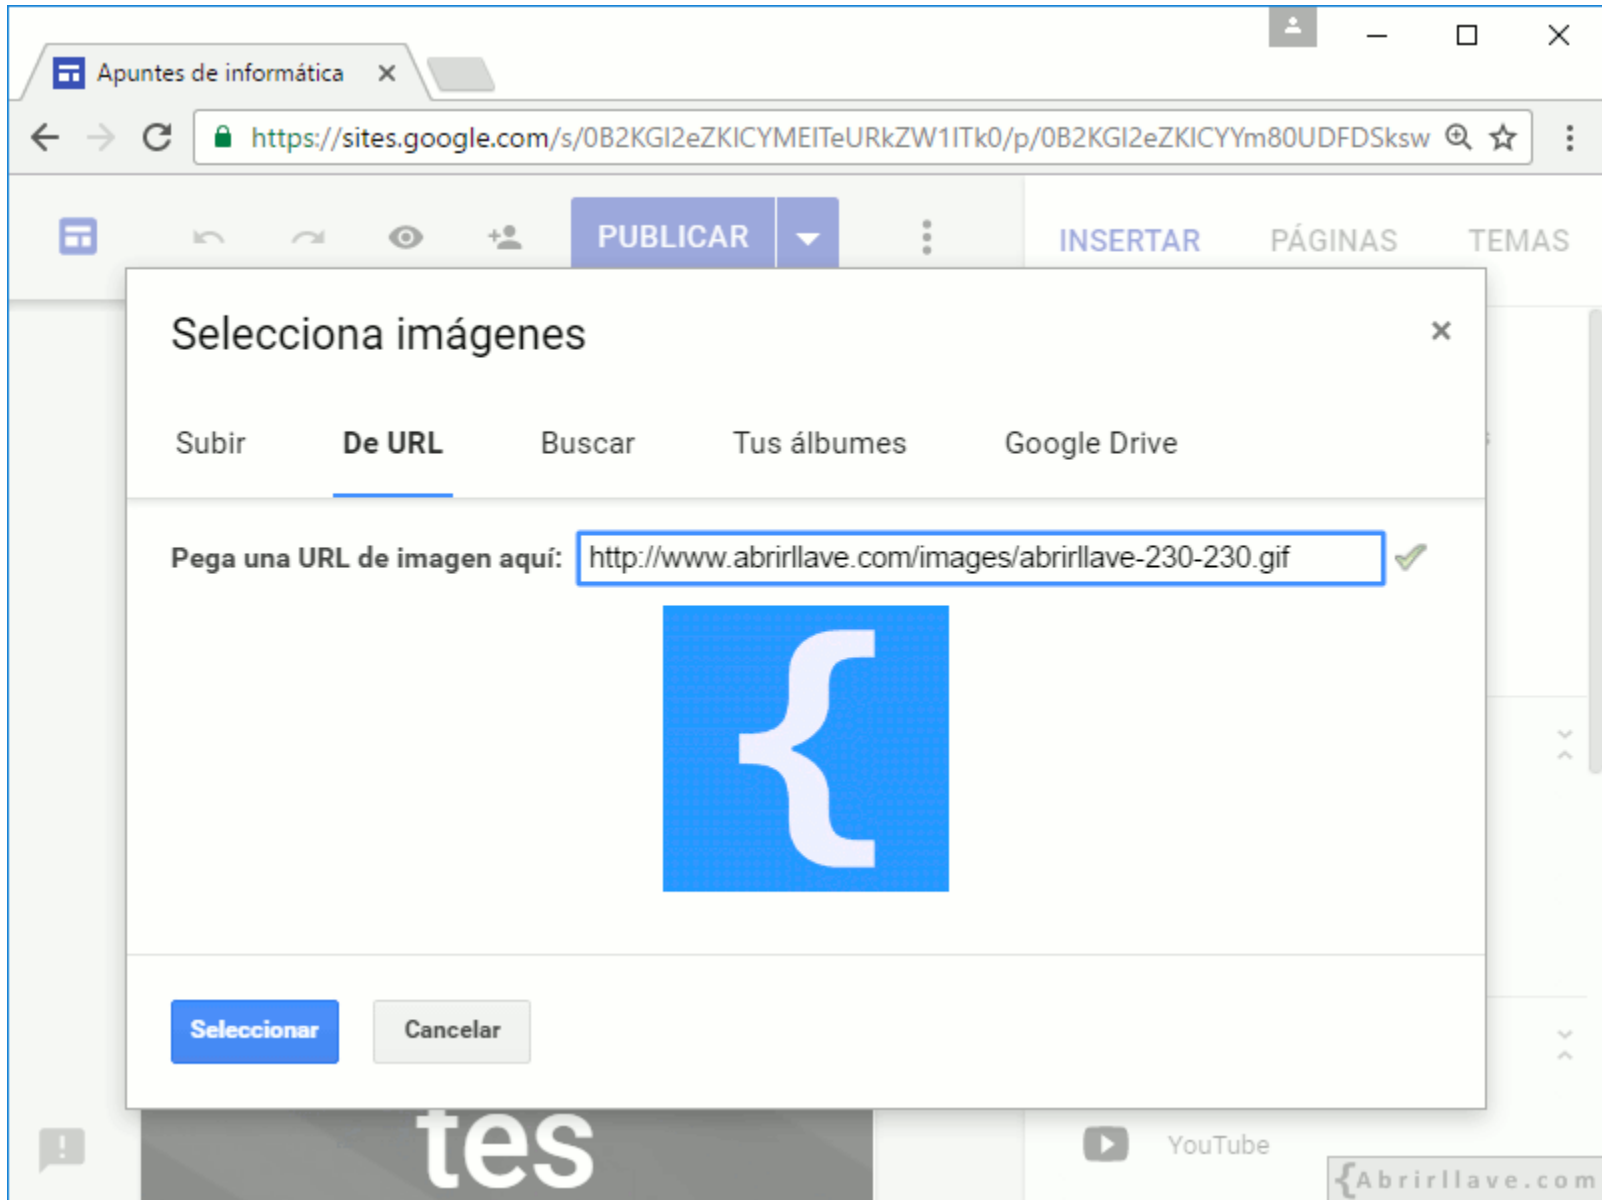 Apuntes de informática
https://sites.google.com/s/0B2KGl2eZKICYMElTeURkZW1ITk0/p/0B2KGl2eZKICYYm80UDFDSksw
PUBLICAR
INSERTAR PÁGINAS TEMAS
Selecciona imágenes
Subir De URL Buscar Tus álbumes Google Drive
Pega una URL de imagen aquí: http://www.abrirllave.com/images/abrirllave-230-230.gif
{
Seleccionar Cancelar
tes
YouTube
{Abrirllave.com